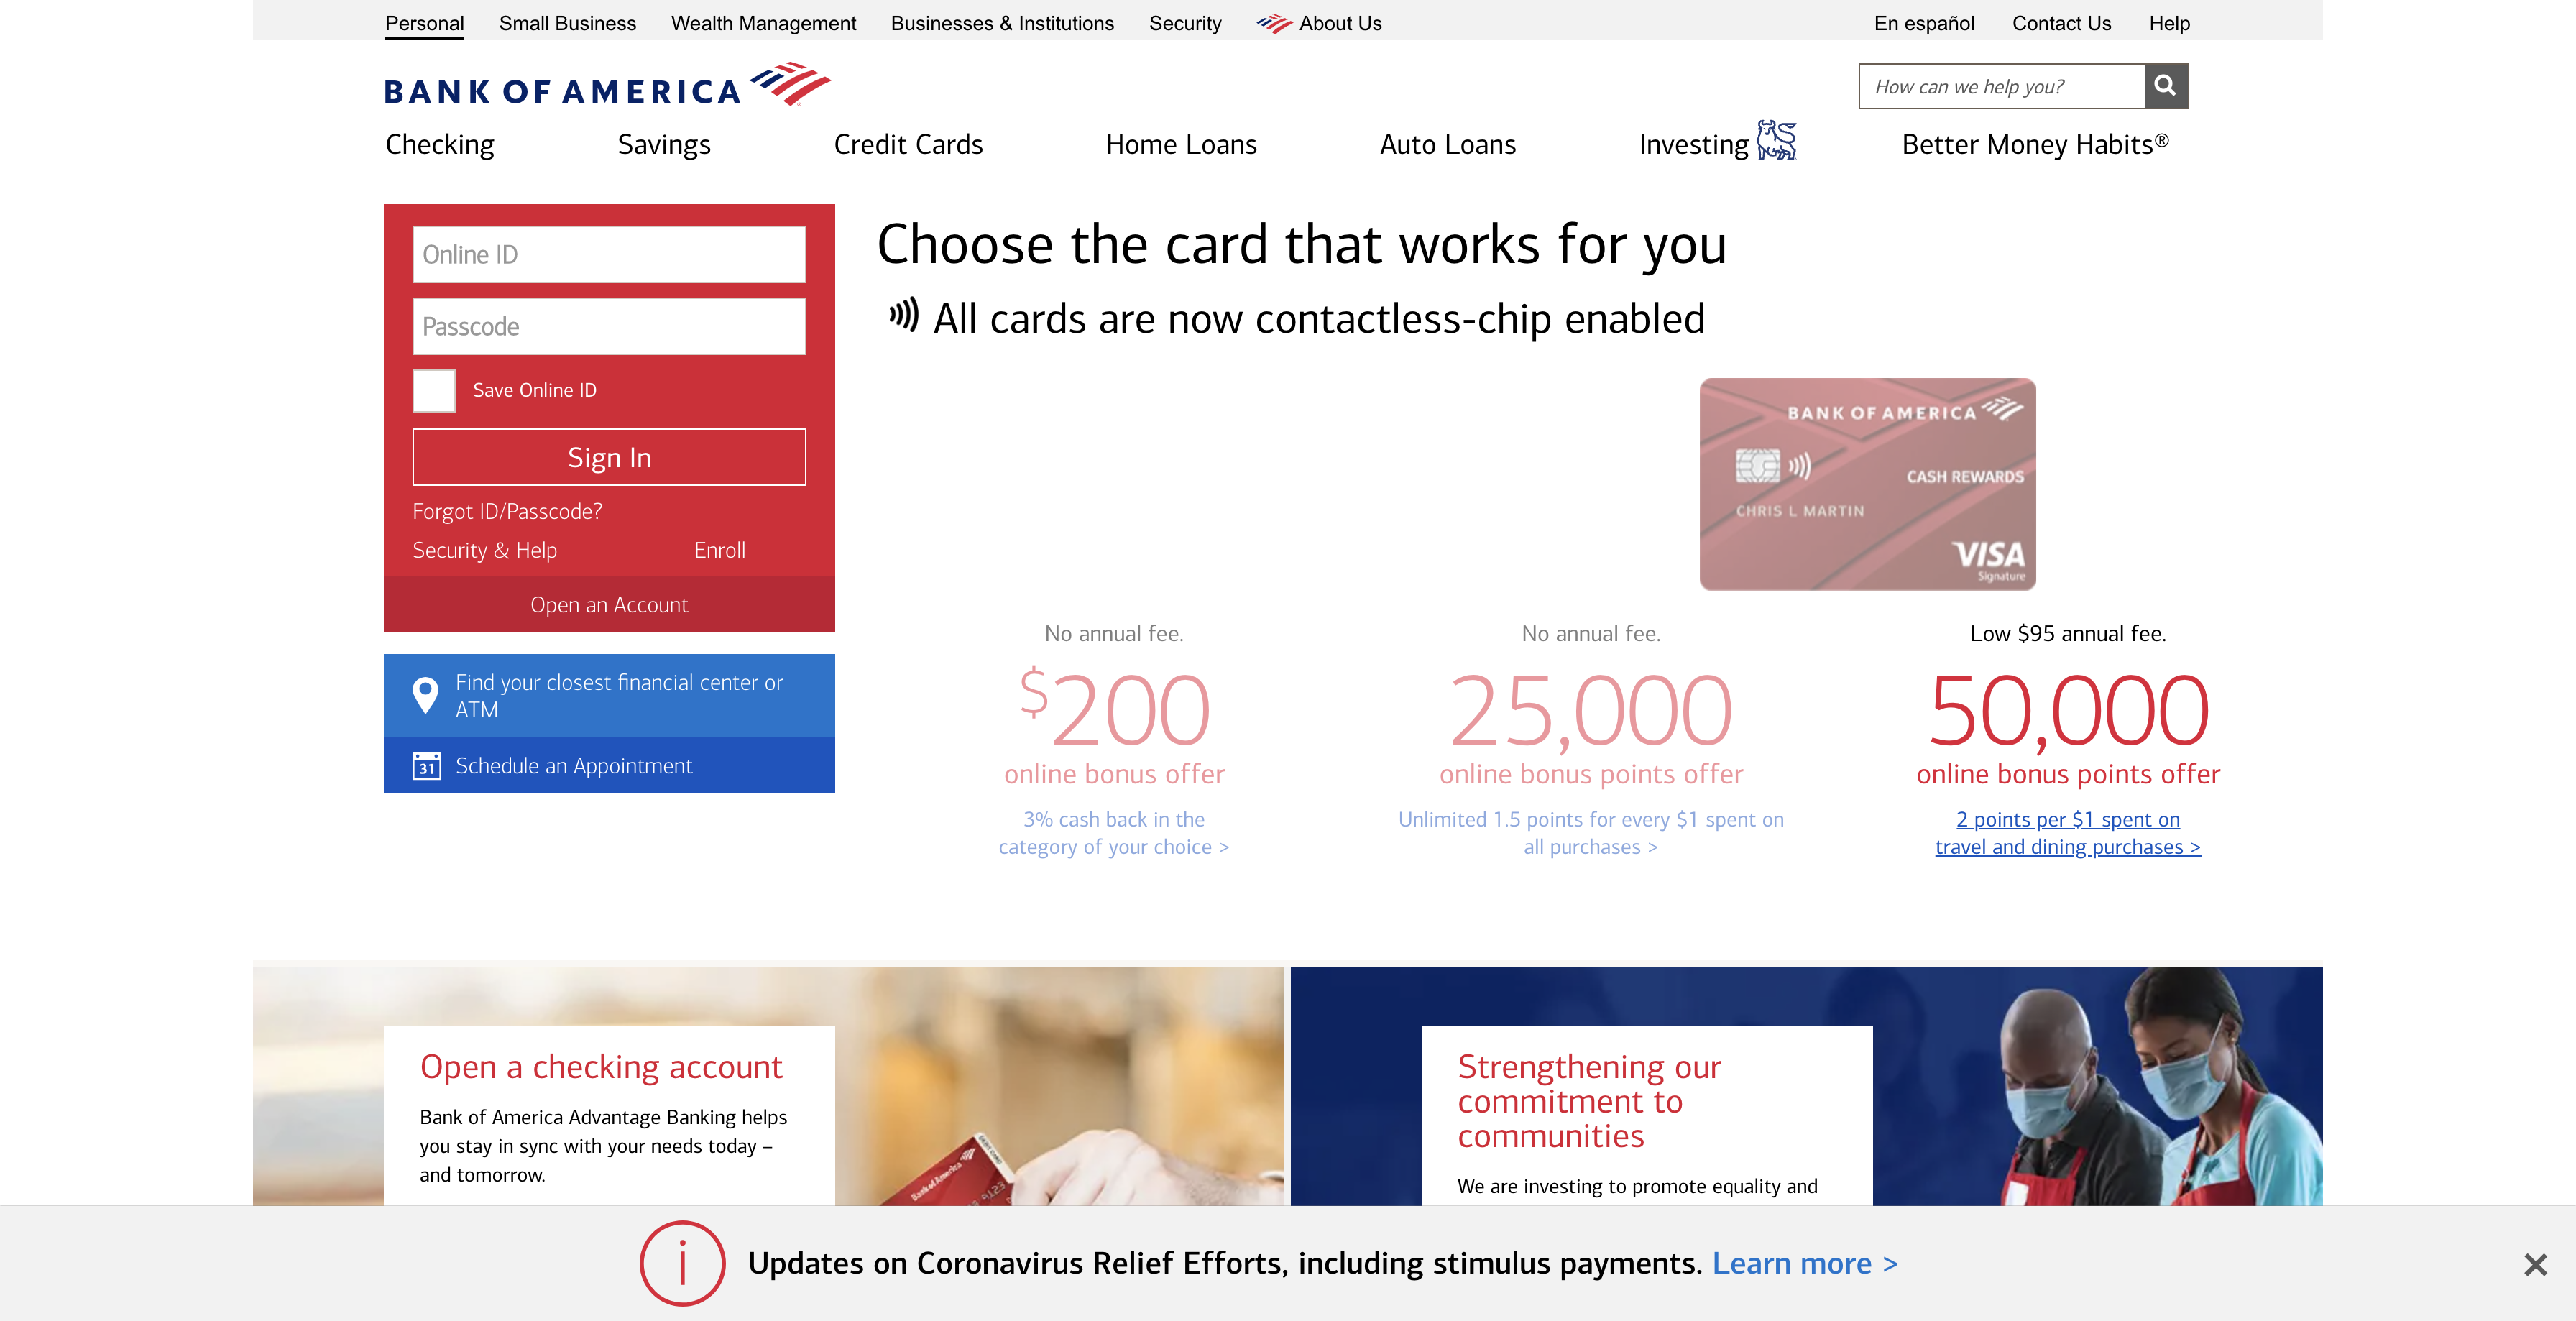 Personal
Small Business
Wealth Management
Businesses & Institutions
Security
About Us
En español
Contact Us
Help
BANK OF AMERICA
How can we help you?
Checking
Savings
Credit Cards
Home Loans
Auto Loans
Investing
Better Money Habits®
Online ID
Passcode
Save Online ID
Sign In
Forgot ID/Passcode?
Security & Help
Enroll
Open an Account
Find your closest financial center or
ATM
31
Schedule an Appointment
Choose the card that works for you
All cards are now contactless-chip enabled
BANK OF AMERICA
CASH REWARDS
CHRIS L MARTIN
VISA
Signature
No annual fee.
$200
online bonus offer
3% cash back in the
category of your choice >
No annual fee.
25,000
online bonus points offer
Unlimited 1.5 points for every $1 spent on
all purchases >
Low $95 annual fee.
50,000
online bonus points offer
2 points per $1 spent on
travel and dining purchases >
Open a checking account
Bank of America Advantage Banking helps
you stay in sync with your needs today –
and tomorrow.
Bank of America
DEBIT CARD
Strengthening our
commitment to
communities
We are investing to promote equality and
Updates on Coronavirus Relief Efforts, including stimulus payments. Learn more >